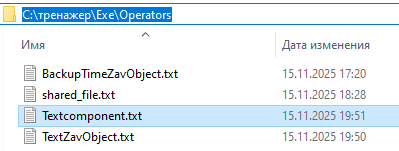 C:\тренажер\Exe\Operators
Имя Дата изменения
BackupTimeZavObject.txt 15.11.2025 17:20
shared_file.txt 15.11.2025 18:28
Textcomponent.txt 15.11.2025 19:51
TextZavObject.txt 15.11.2025 19:50